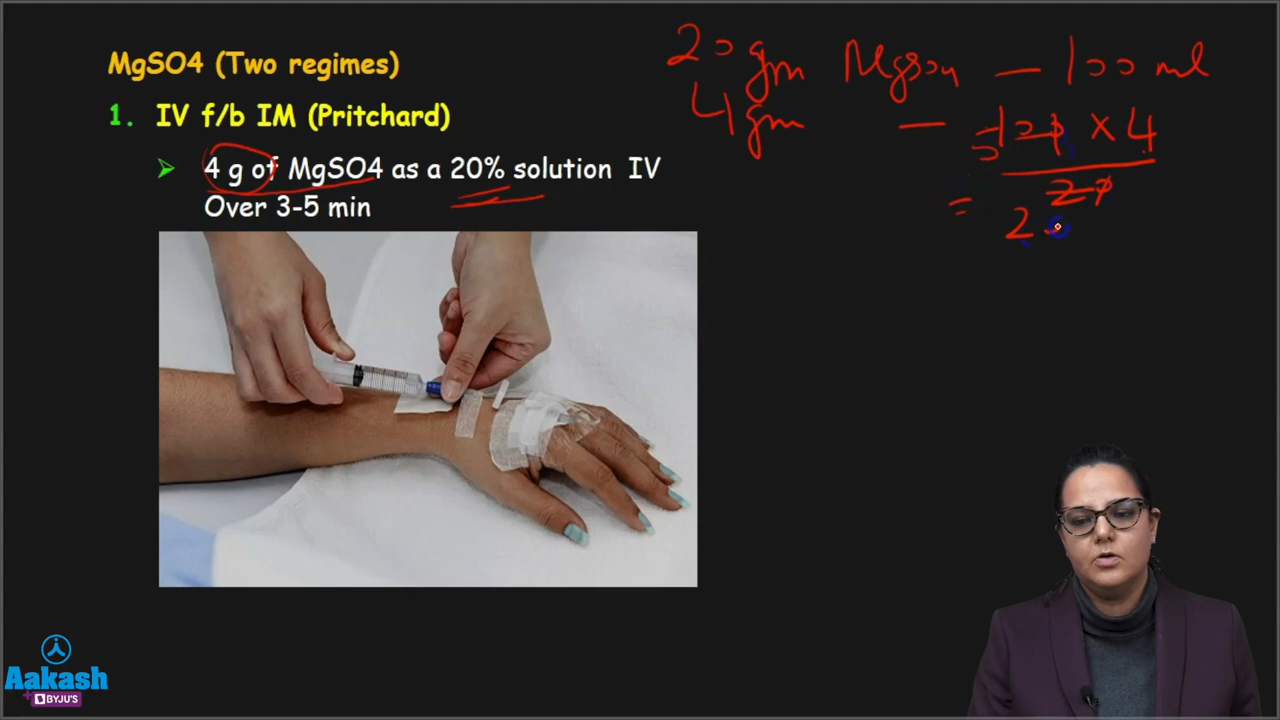 MgSO4 (Two regimes)
1. IV f/b IM (Pritchard)
➤ 4 g of MgSO4 as a 20% solution IV
Over 3-5 min
20 gm MgSO4 — 100 ml
4 gm — 100 × 4
5
20
= 20
Aakash
+ BYJU'S